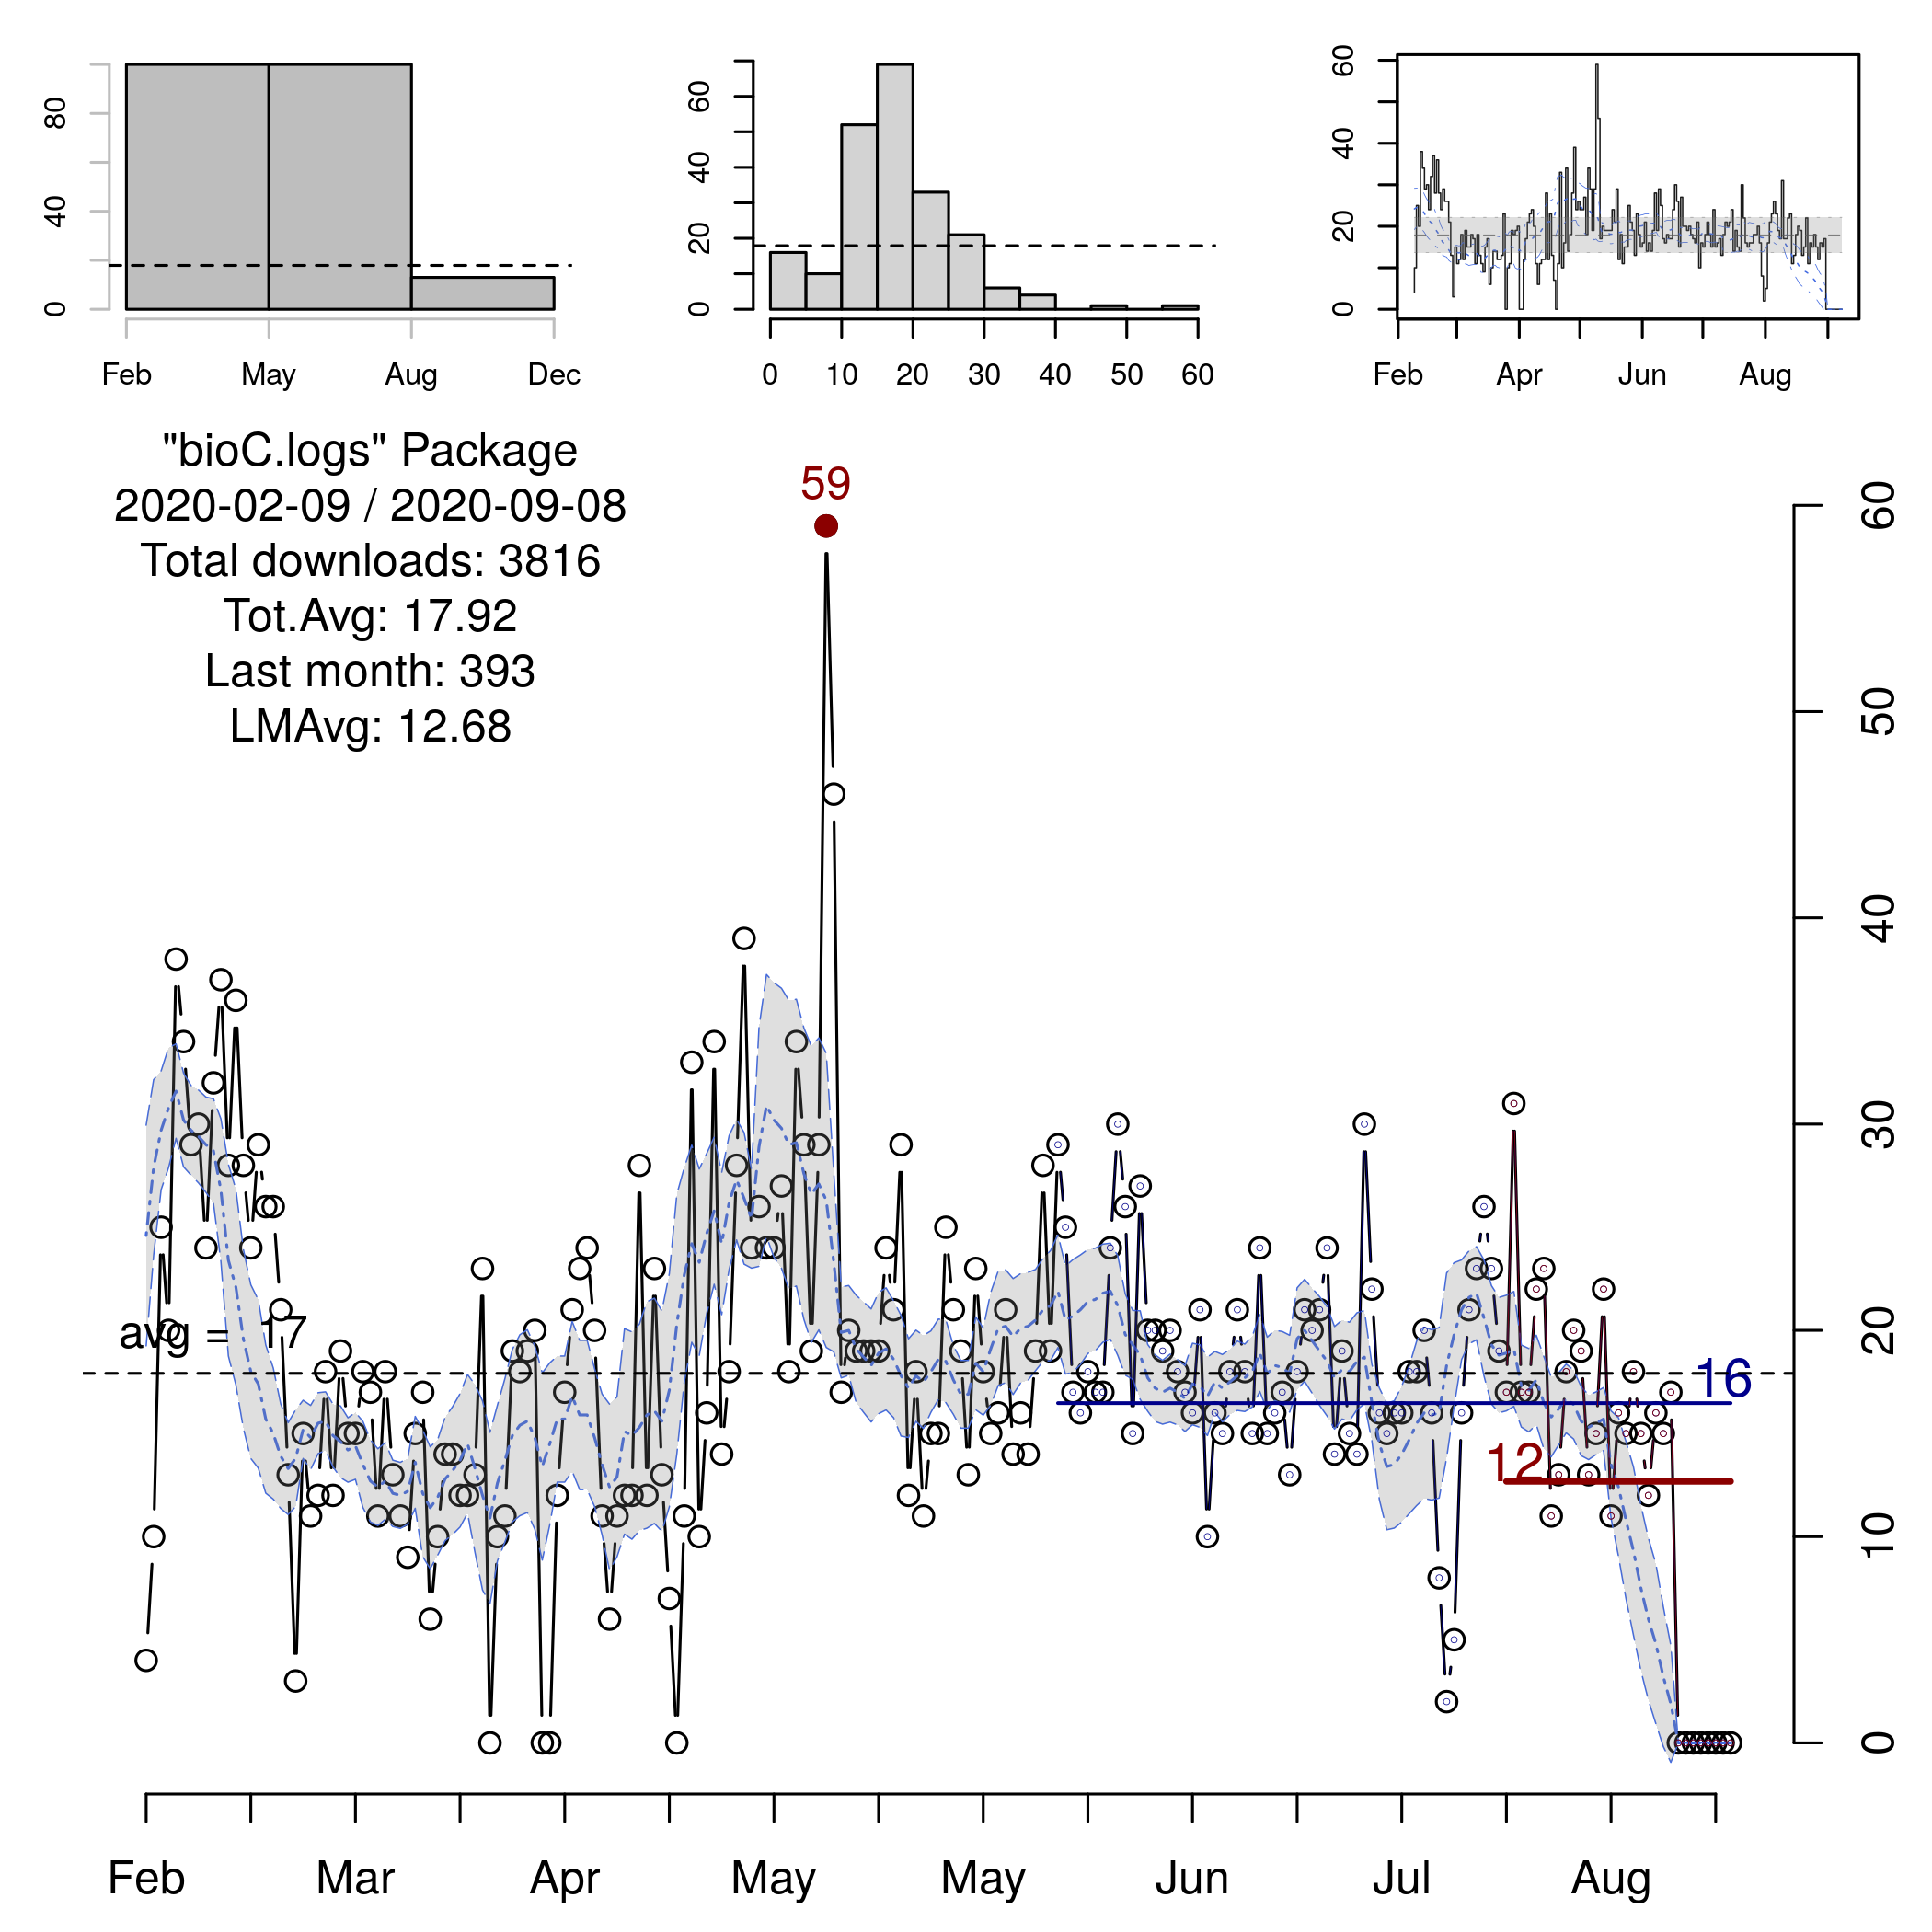 80
40
0
Feb May Aug Dec
60
40
20
0
0 10 20 30 40 50 60
60
40
20
0
Feb Apr Jun Aug
"bioC.logs" Package
2020-02-09 / 2020-09-08
Total downloads: 3816
Tot.Avg: 17.92
Last month: 393
LMAvg: 12.68
59
avg = 17
16
12
60
50
40
30
20
10
0
Feb Mar Apr May May Jun Jul Aug